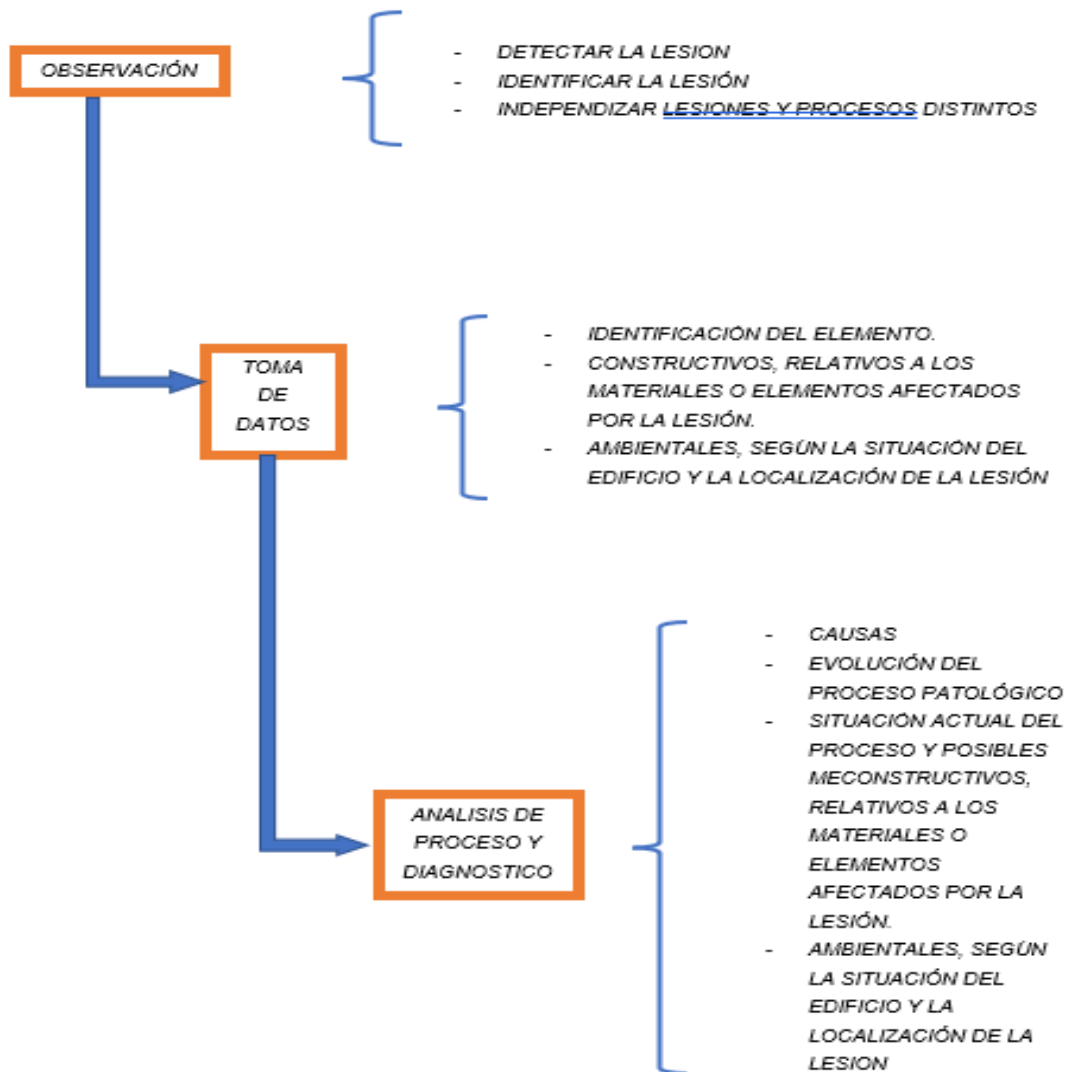 OBSERVACIÓN
- DETECTAR LA LESION
- IDENTIFICAR LA LESIÓN
- INDEPENDIZAR LESIONES Y PROCESOS DISTINTOS
TOMA
DE
DATOS
- IDENTIFICACIÓN DEL ELEMENTO.
- CONSTRUCTIVOS, RELATIVOS A LOS
MATERIALES O ELEMENTOS AFECTADOS
POR LA LESIÓN.
- AMBIENTALES, SEGÚN LA SITUACIÓN DEL
EDIFICIO Y LA LOCALIZACIÓN DE LA LESIÓN
ANALISIS DE
PROCESO Y
DIAGNOSTICO
- CAUSAS
- EVOLUCIÓN DEL
PROCESO PATOLÓGICO
- SITUACIÓN ACTUAL DEL
PROCESO Y POSIBLES
MECONSTRUCTIVOS,
RELATIVOS A LOS
MATERIALES O
ELEMENTOS
AFECTADOS POR LA
LESIÓN.
- AMBIENTALES, SEGÚN
LA SITUACIÓN DEL
EDIFICIO Y LA
LOCALIZACIÓN DE LA
LESION